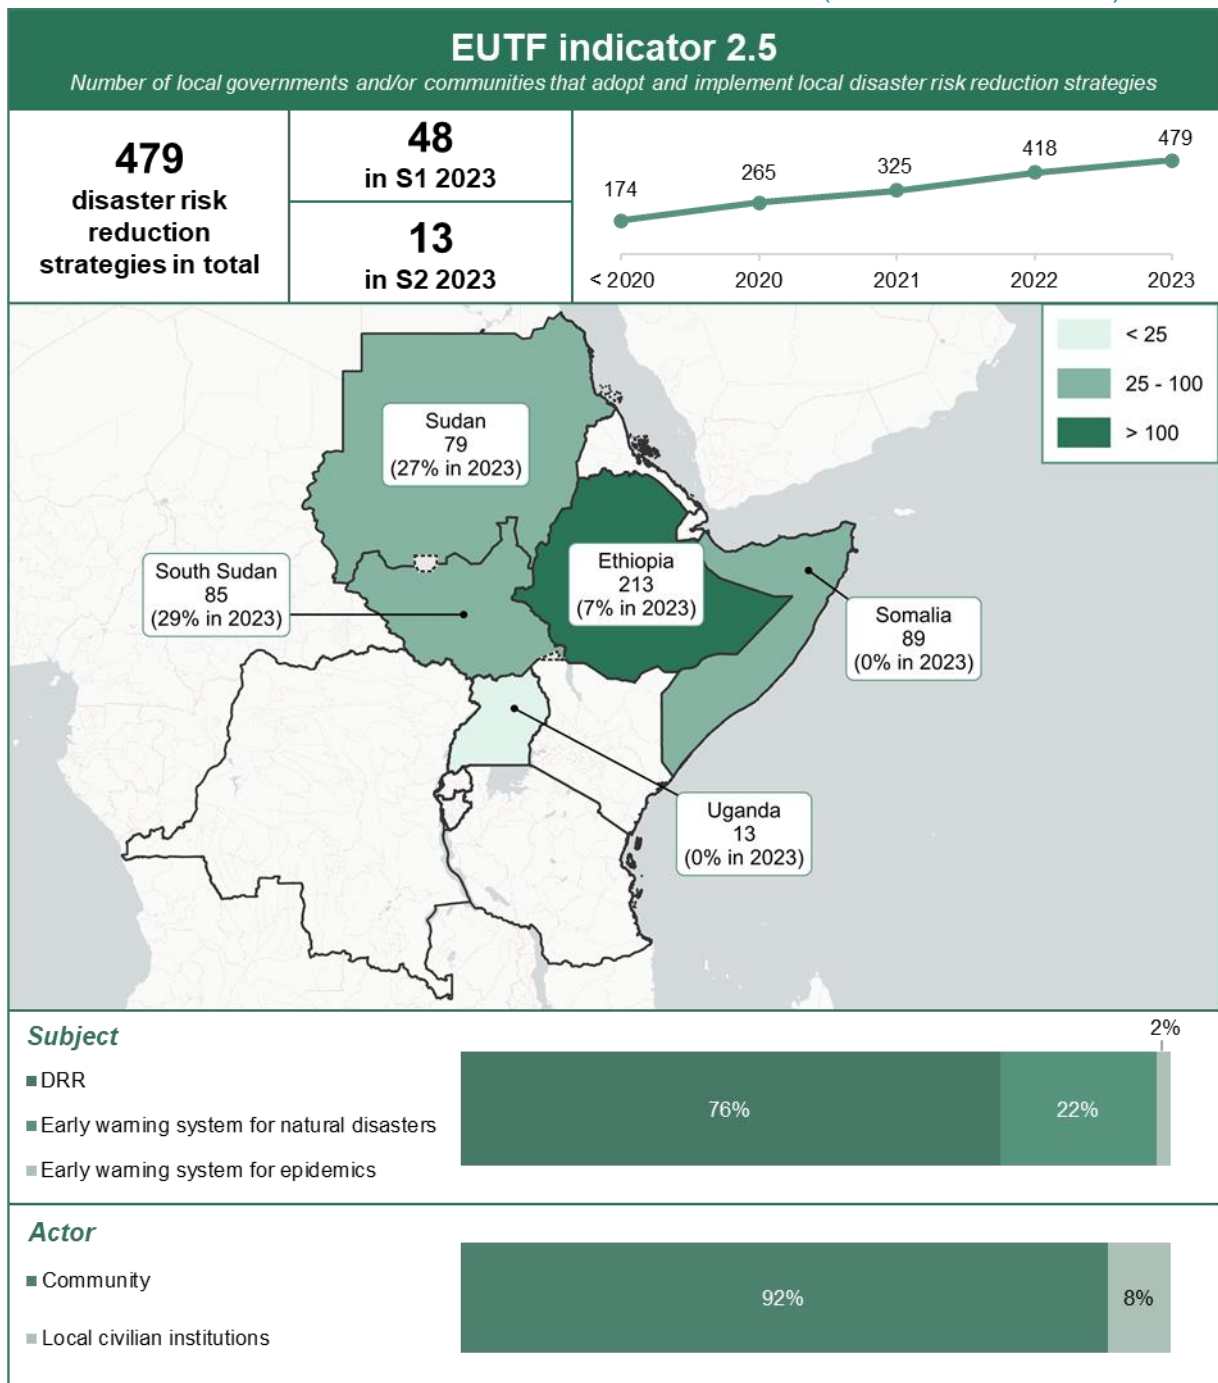 EUTF indicator 2.5
Number of local governments and/or communities that adopt and implement local disaster risk reduction strategies
479
disaster risk
reduction
strategies in total
48
in S1 2023
13
in S2 2023
174
265
325
418
479
< 2020
2020
2021
2022
2023
< 25
25 - 100
> 100
Sudan
79
(27% in 2023)
South Sudan
85
(29% in 2023)
Ethiopia
213
(7% in 2023)
Somalia
89
(0% in 2023)
Uganda
13
(0% in 2023)
Subject
DRR
Early warning system for natural disasters
Early warning system for epidemics
76%
22%
2%
Actor
Community
Local civilian institutions
92%
8%